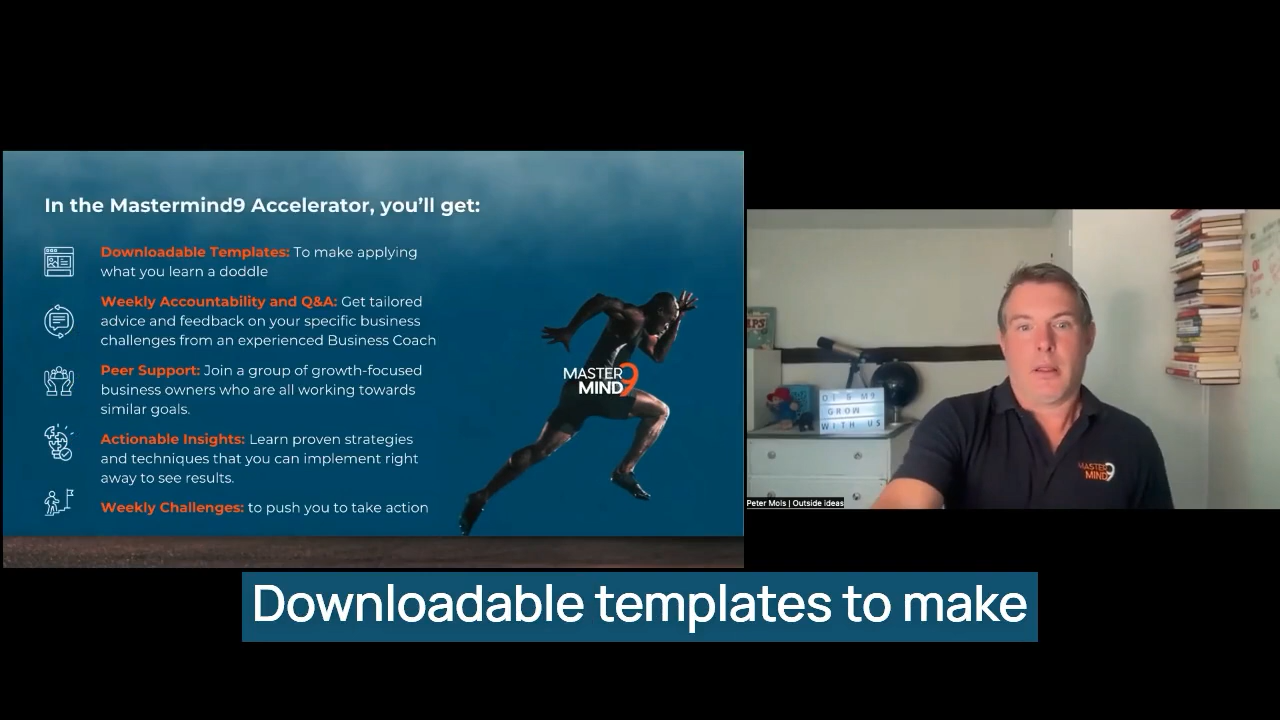 In the Mastermind9 Accelerator, you'll get:
Downloadable Templates: To make applying
what you learn a doddle
Weekly Accountability and Q&A: Get tailored
advice and feedback on your specific business
challenges from an experienced Business Coach
Peer Support: Join a group of growth-focused
business owners who are all working towards
similar goals.
Actionable Insights: Learn proven strategies
and techniques that you can implement right
away to see results.
Weekly Challenges: to push you to take action
MASTER
MIND9
OI & M9
GROW
WITH US
MASTER
MIND9
Peter Mols | Outside ideas
Downloadable templates to make